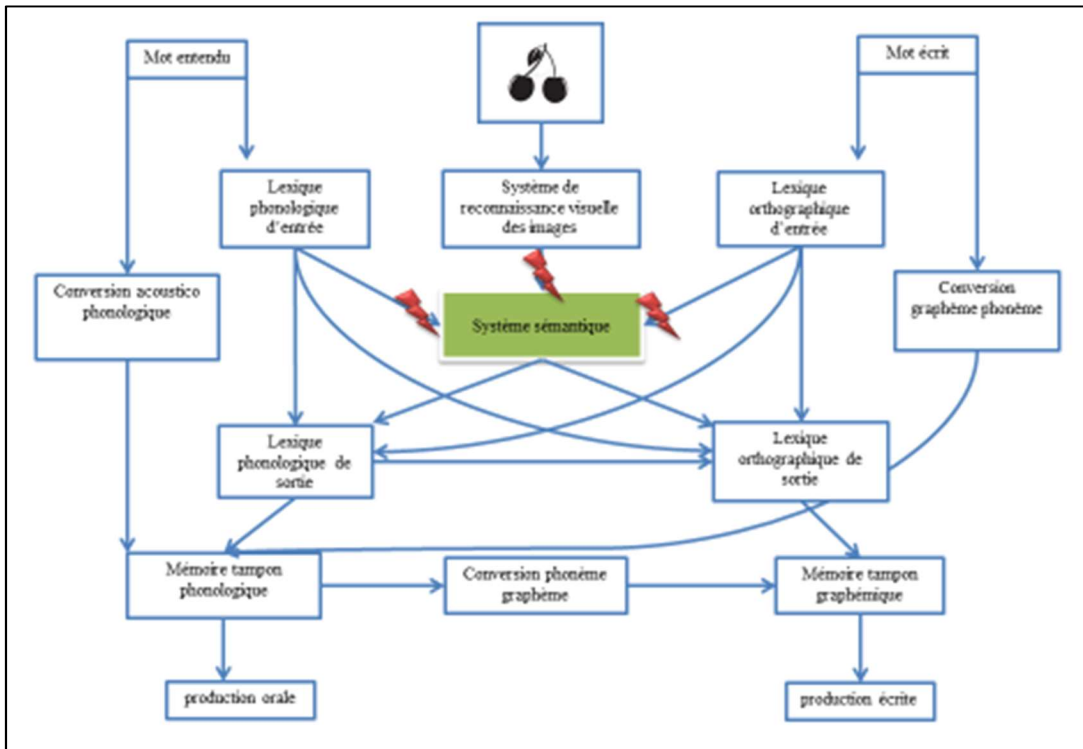 Mot entendu
Mot écrit
Lexique
phonologique
d'entrée
Système de
reconnaissance visuelle
des images
Lexique
orthographique
d'entrée
Conversion acoustico
phonologique
Système sémantique
Conversion
graphème phonème
Lexique
phonologique de
sortie
Lexique
orthographique de
sortie
Mémoire tampon
phonologique
Conversion phonème
graphème
Mémoire tampon
graphémique
production orale
production écrite